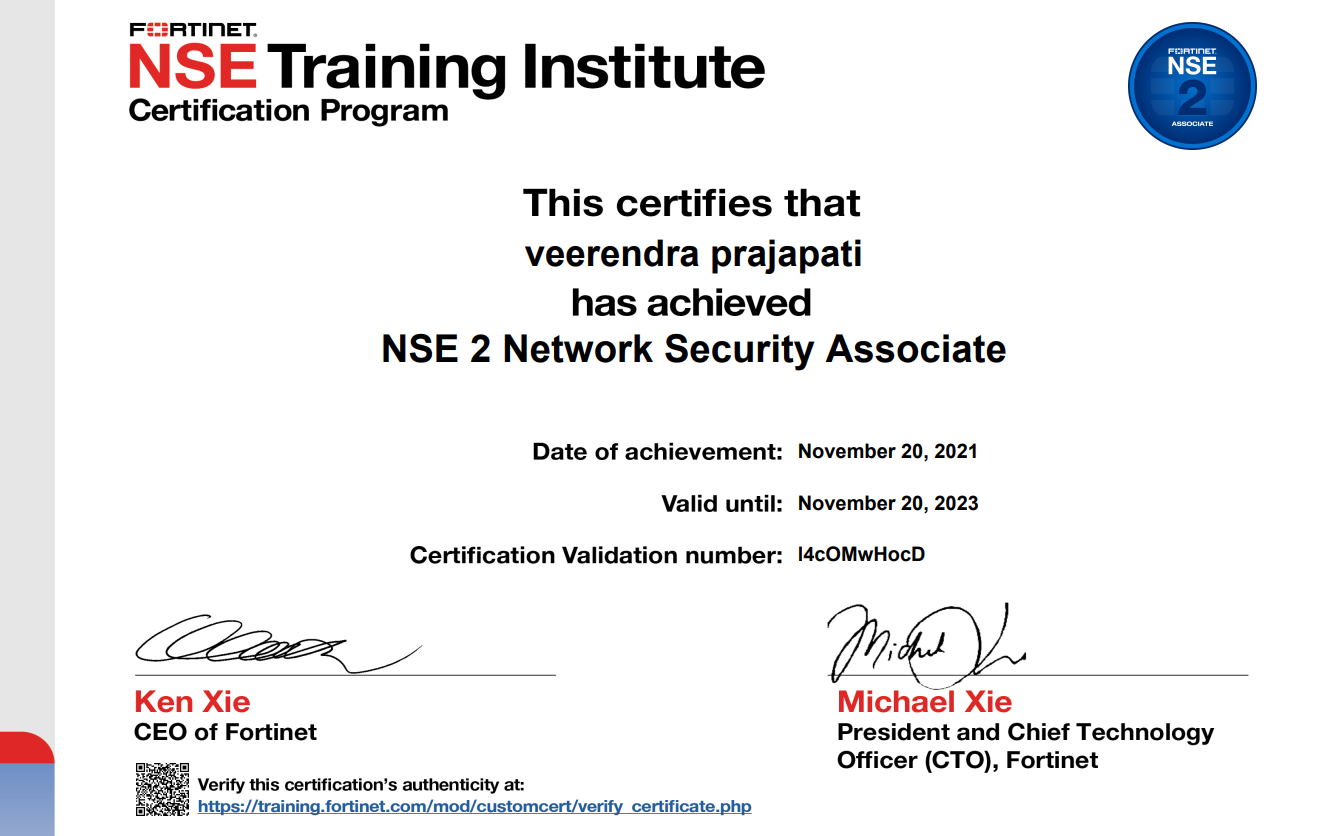 FORTINET
NSE Training Institute
Certification Program
FORTINET
NSE
2
ASSOCIATE
This certifies that
veerendra prajapati
has achieved
NSE 2 Network Security Associate
Date of achievement: November 20, 2021
Valid until: November 20, 2023
Certification Validation number: l4cOMwHocD
Ken Xie
CEO of Fortinet
Michael Xie
President and Chief Technology
Officer (CTO), Fortinet
Verify this certification's authenticity at:
https://training.fortinet.com/mod/customcert/verify_certificate.php